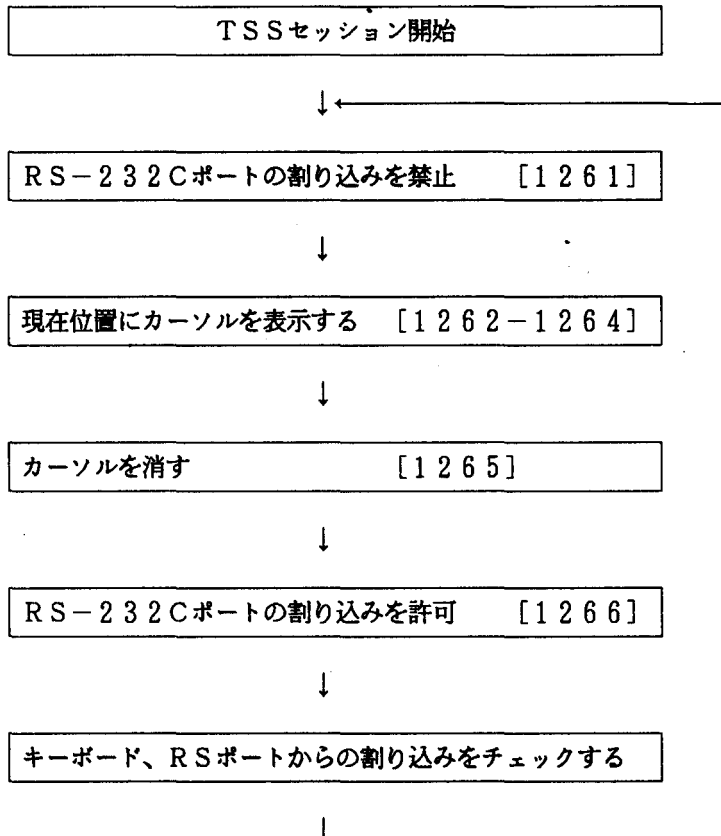 TSSセッション開始
RS-232Cポートの割り込みを禁止 [1261]
現在位置にカーソルを表示する [1262-1264]
カーソルを消す [1265]
RS-232Cポートの割り込みを許可 [1266]
キーボード、RSポートからの割り込みをチェックする